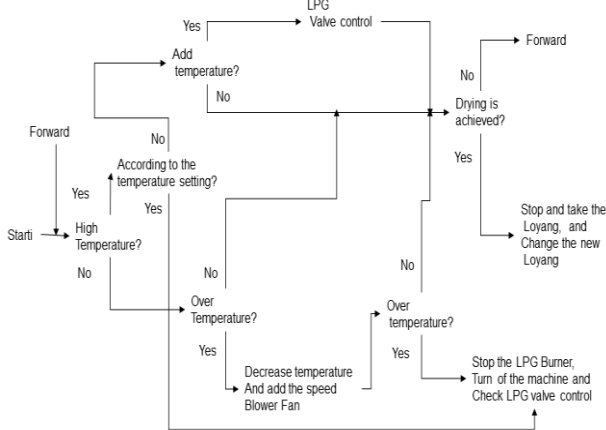 LPG
Valve control
Yes
Add
temperature?
No
Forward
No
Drying is
achieved?
Yes
Stop and take the
Loyang, and
Change the new
Loyang
Forward
No
According to the
temperature setting?
Yes
Yes
Starti
High
Temperature?
No
No
Over
Temperature?
Yes
Decrease temperature
And add the speed
Blower Fan
No
Over
temperature?
Yes
Stop the LPG Burner,
Turn of the machine and
Check LPG valve control